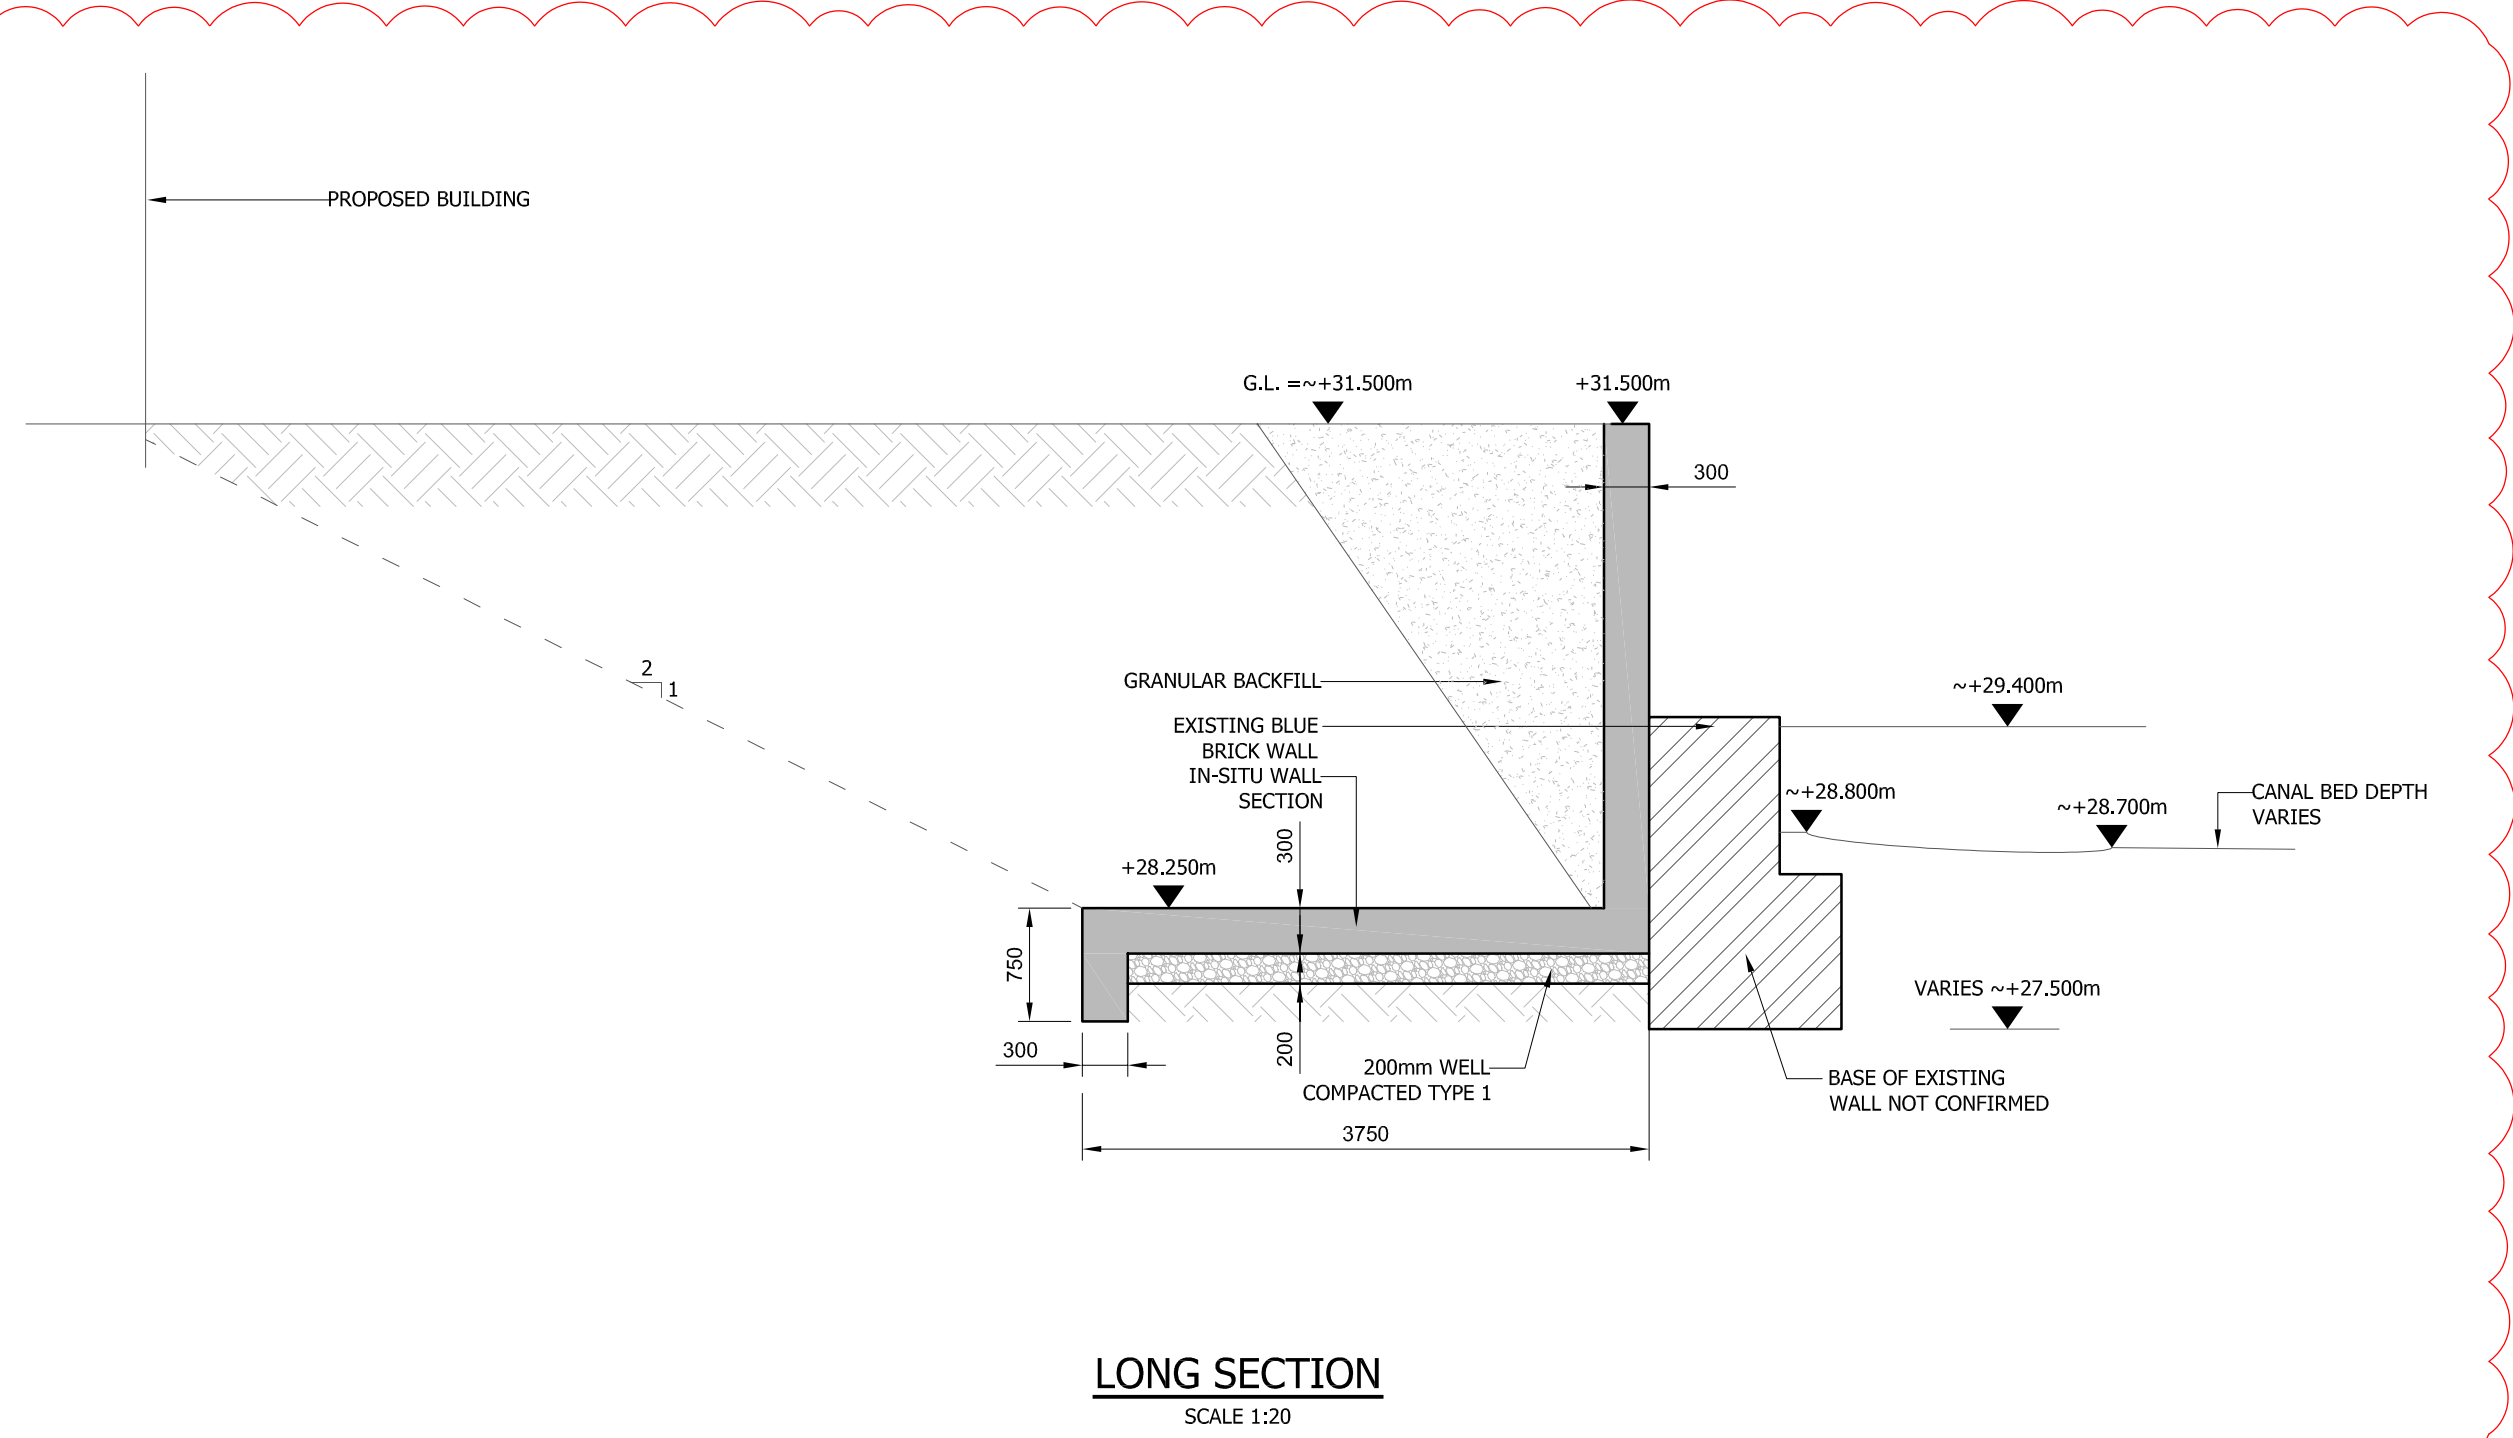 PROPOSED BUILDING
G.L. =~+31.500m
+31.500m
300
2
1
GRANULAR BACKFILL
EXISTING BLUE
BRICK WALL
IN-SITU WALL
SECTION
~+29.400m
~+28.800m
~+28.700m
CANAL BED DEPTH
VARIES
+28.250m
300
750
300
200
200mm WELL
COMPACTED TYPE 1
VARIES ~+27.500m
BASE OF EXISTING
WALL NOT CONFIRMED
3750
LONG SECTION
SCALE 1:20